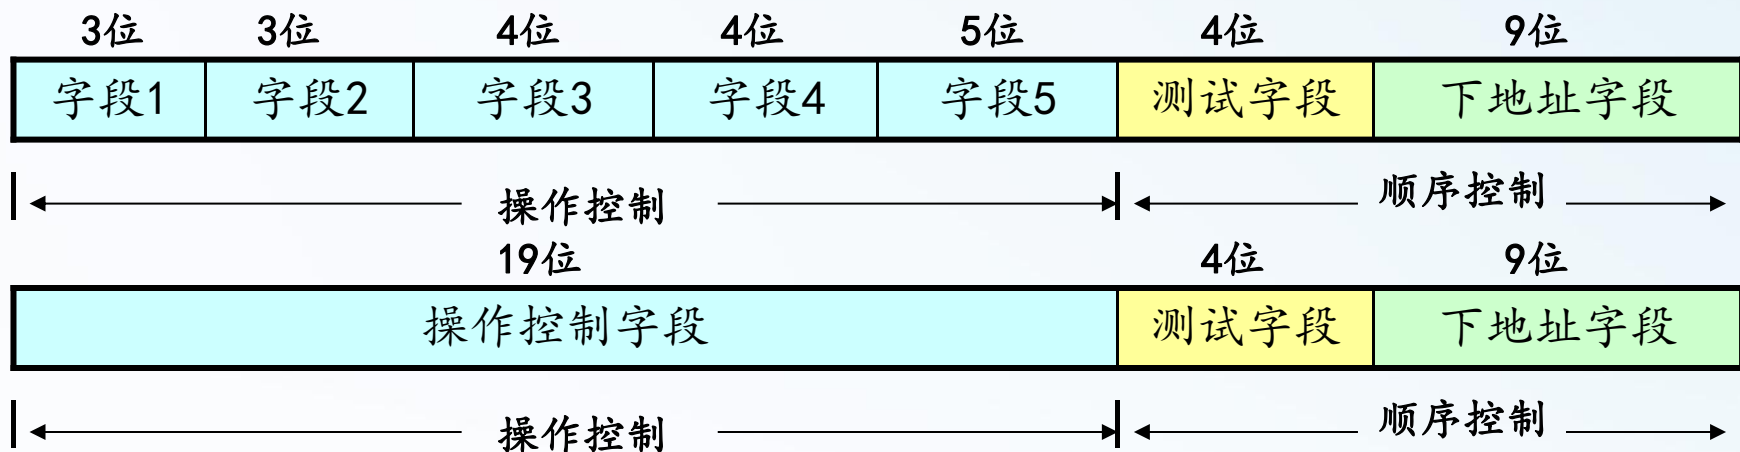 3位 3位 4位 4位 5位 4位 9位
字段1 字段2 字段3 字段4 字段5 测试字段 下地址字段
操作控制 顺序控制
19位 4位 9位
操作控制字段 测试字段 下地址字段
操作控制 顺序控制